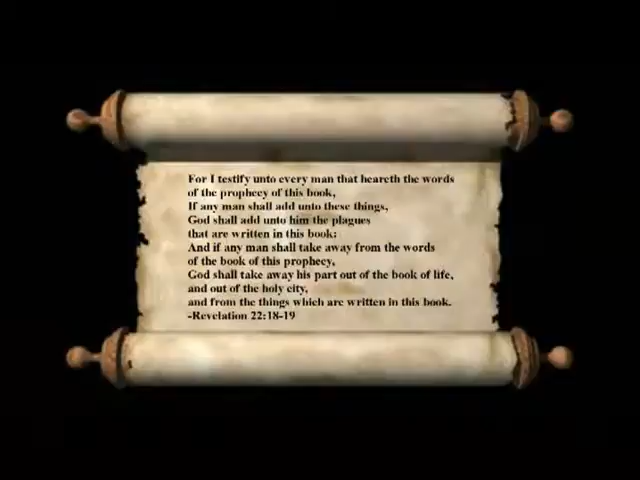 For I testify unto every man that heareth the words
of the prophecy of this book,
If any man shall add unto these things,
God shall add unto him the plagues
that are written in this book:
And if any man shall take away from the words
of the book of this prophecy,
God shall take away his part out of the book of life,
and out of the holy city,
and from the things which are written in this book.
-Revelation 22:18-19